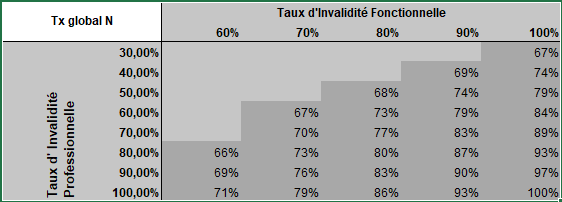 Tx global N
Taux d'Invalidité Fonctionnelle
60% 70% 80% 90% 100%
Taux d' Invalidité
Professionnelle
30,00% 67%
40,00% 69% 74%
50,00% 68% 74% 79%
60,00% 67% 73% 79% 84%
70,00% 70% 77% 83% 89%
80,00% 66% 73% 80% 87% 93%
90,00% 69% 76% 83% 90% 97%
100,00% 71% 79% 86% 93% 100%